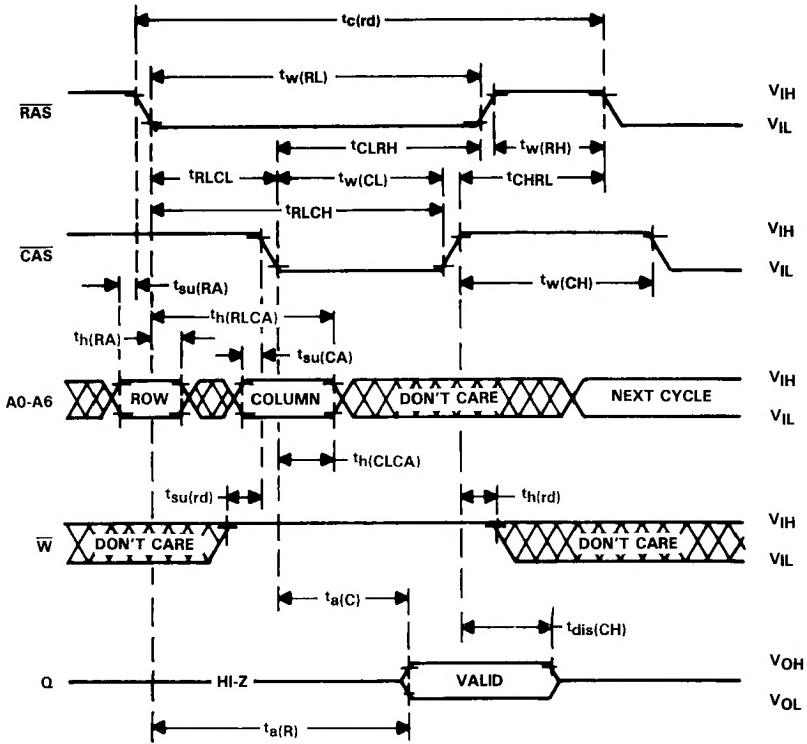 tc(rd)
tw(RL)
RAS
VIH
VIL
tCLRH
tw(RH)
tRLCL
tw(CL)
tCHRL
tRLCH
CAS
VIH
VIL
tsu(RA)
tw(CH)
th(RLCA)
th(RA)
tsu(CA)
A0-A6
ROW
COLUMN
DON'T CARE
NEXT CYCLE
VIH
VIL
th(CLCA)
tsu(rd)
th(rd)
W
DON'T CARE
DON'T CARE
VIH
VIL
ta(C)
tdis(CH)
Q
HI-Z
VALID
VOH
VOL
ta(R)